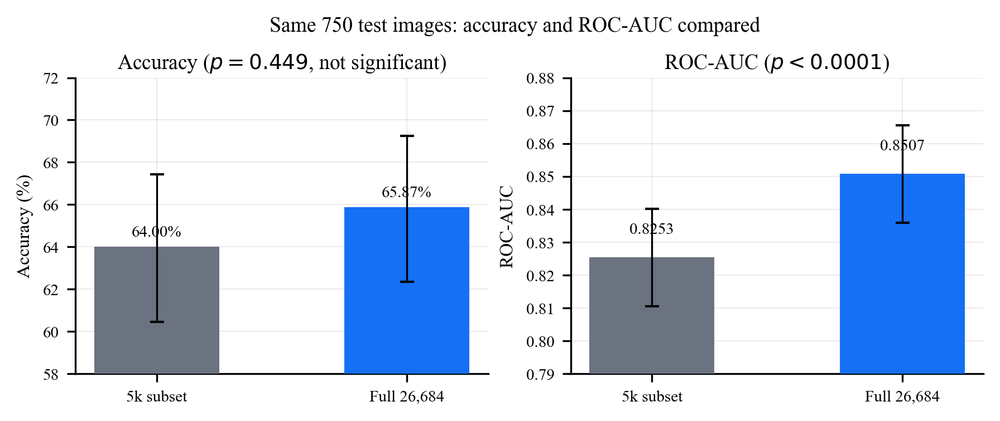 Same 750 test images: accuracy and ROC-AUC compared
Accuracy (p = 0.449, not significant)
72
70
68
66
64
62
60
58
Accuracy (%)
64.00%
65.87%
5k subset
Full 26,684
ROC-AUC (p < 0.0001)
0.88
0.87
0.86
0.85
0.84
0.83
0.82
0.81
0.80
0.79
ROC-AUC
0.8253
0.8507
5k subset
Full 26,684